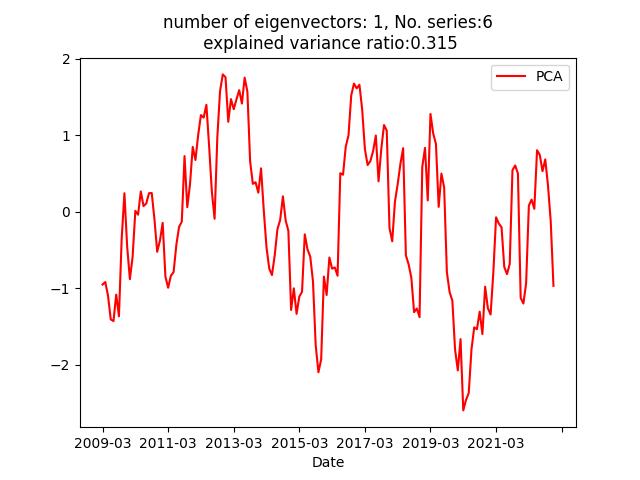 number of eigenvectors: 1, No. series:6
explained variance ratio:0.315
PCA
2
1
0
−1
−2
2009-03 2011-03 2013-03 2015-03 2017-03 2019-03 2021-03
Date